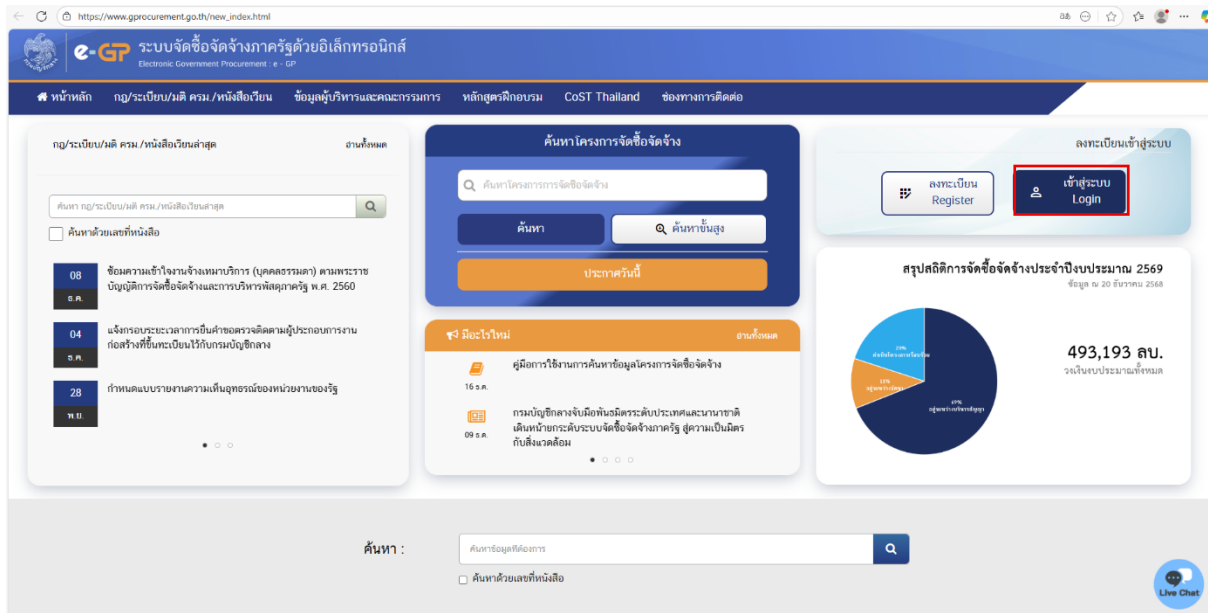 https://www.gprocurement.go.th/new_index.html
e-GP ระบบจัดซื้อจัดจ้างภาครัฐด้วยอิเล็กทรอนิกส์
Electronic Government Procurement : e - GP
หน้าหลัก กฎ/ระเบียบ/มติ ครม./หนังสือเวียน ข้อมูลผู้บริหารและคณะกรรมการ หลักสูตรฝึกอบรม CoST Thailand ช่องทางการติดต่อ
กฎ/ระเบียบ/มติ ครม./หนังสือเวียนล่าสุด อ่านทั้งหมด
ค้นหา กฎ/ระเบียบ/มติ ครม./หนังสือเวียนล่าสุด
ค้นหาด้วยเลขที่หนังสือ
08 ธ.ค.
ซ้อมความเข้าใจงานจ้างเหมาบริการ (บุคคลธรรมดา) ตามพระราช
บัญญัติการจัดซื้อจัดจ้างและการบริหารพัสดุภาครัฐ พ.ศ. 2560
04 ธ.ค.
แจ้งกรอบระยะเวลาการยื่นคำขอตรวจติดตามผู้ประกอบการงาน
ก่อสร้างที่ขึ้นทะเบียนไว้กับกรมบัญชีกลาง
28 พ.ย.
กำหนดแบบรายงานความเห็นอุทธรณ์ของหน่วยงานของรัฐ
ค้นหาโครงการจัดซื้อจัดจ้าง
ค้นหาโครงการการจัดซื้อจัดจ้าง
ค้นหา ค้นหาขั้นสูง
ประกาศวันนี้
มีอะไรใหม่ อ่านทั้งหมด
16 ธ.ค.
คู่มือการใช้งานการค้นหาข้อมูลโครงการจัดซื้อจัดจ้าง
09 ธ.ค.
กรมบัญชีกลางจับมือพันธมิตรระดับประเทศและนานาชาติ
เดินหน้ายกระดับระบบจัดซื้อจัดจ้างภาครัฐ สู่ความเป็นมิตร
กับสิ่งแวดล้อม
ลงทะเบียนเข้าสู่ระบบ
ลงทะเบียน
Register
เข้าสู่ระบบ
Login
สรุปสถิติการจัดซื้อจัดจ้างประจำปีงบประมาณ 2569
ข้อมูล ณ 20 ธันวาคม 2568
493,193 ลบ.
วงเงินงบประมาณทั้งหมด
ค้นหา :
ค้นหาข้อมูลที่ต้องการ
ค้นหาด้วยเลขที่หนังสือ
Live Chat